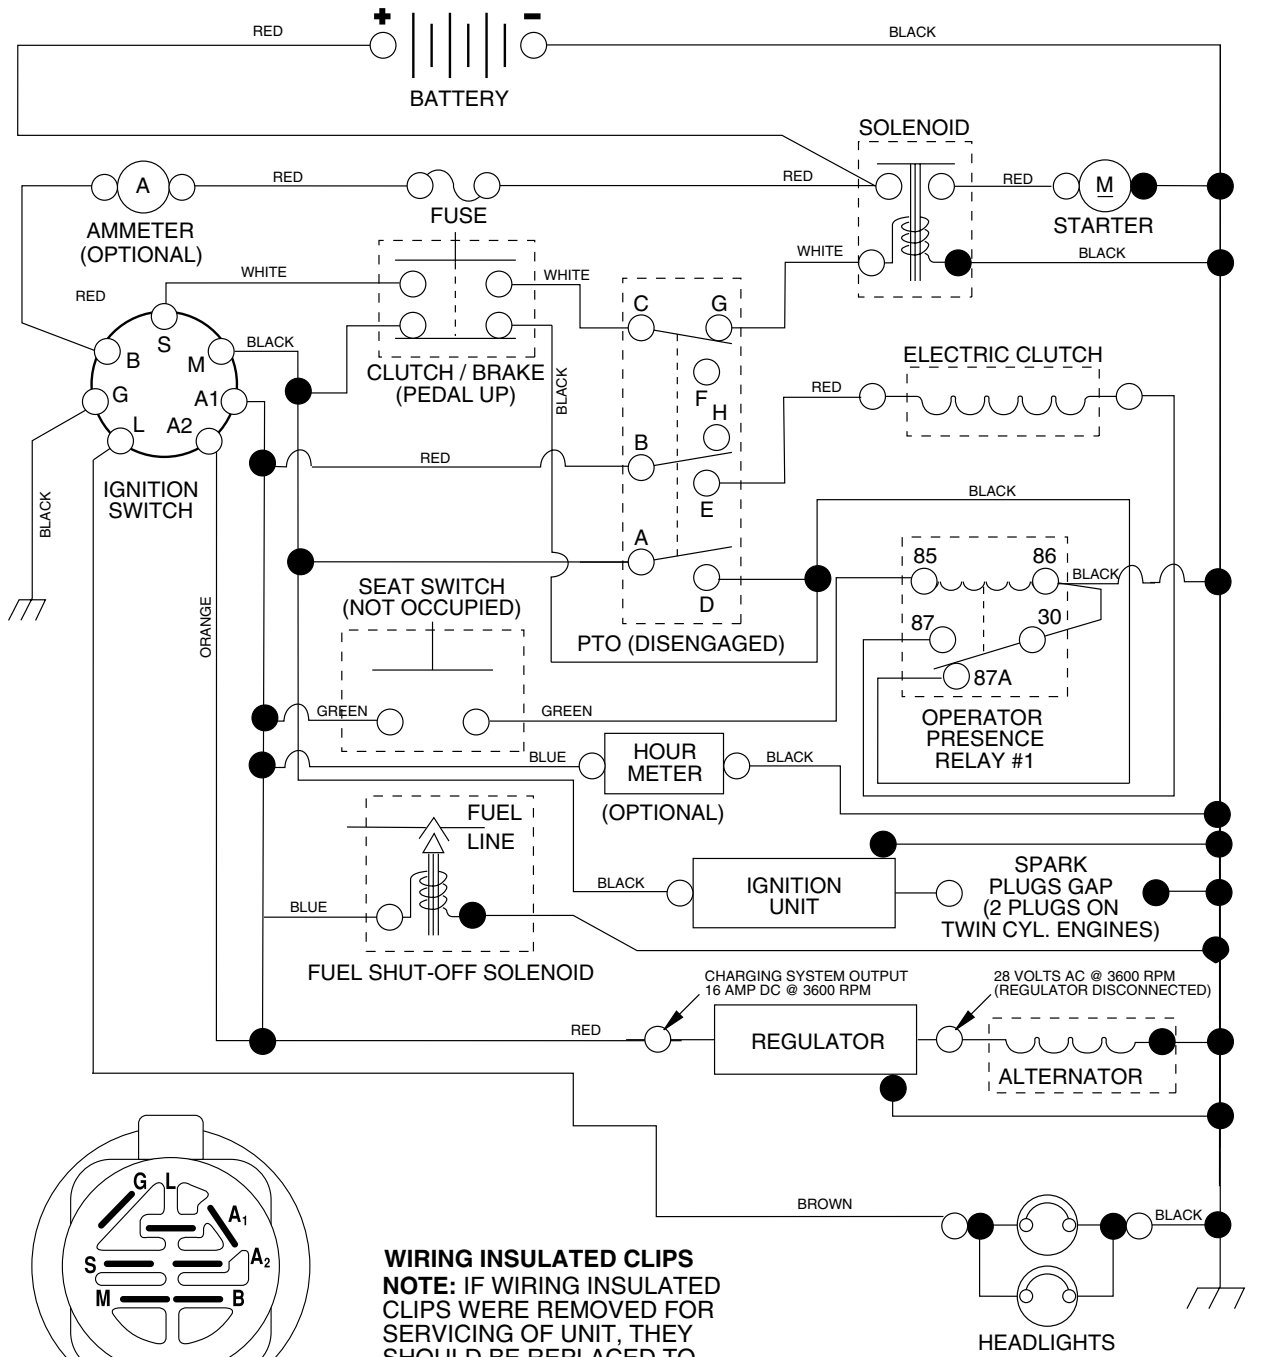 RED
+
-
BLACK
BATTERY
SOLENOID
A
RED
RED
RED
M
FUSE
STARTER
AMMETER
(OPTIONAL)
WHITE
WHITE
WHITE
BLACK
RED
C
G
S
B
M
BLACK
G
A1
L
A2
CLUTCH / BRAKE
(PEDAL UP)
BLACK
F
H
ELECTRIC CLUTCH
RED
B
RED
E
IGNITION
SWITCH
BLACK
BLACK
A
D
85
86
BLACK
SEAT SWITCH
(NOT OCCUPIED)
ORANGE
87
30
87A
PTO (DISENGAGED)
GREEN
GREEN
OPERATOR
PRESENCE
RELAY #1
BLUE
HOUR
METER
BLACK
(OPTIONAL)
FUEL
LINE
BLACK
IGNITION
UNIT
SPARK
PLUGS GAP
(2 PLUGS ON
TWIN CYL. ENGINES)
BLUE
FUEL SHUT-OFF SOLENOID
CHARGING SYSTEM OUTPUT
16 AMP DC @ 3600 RPM
28 VOLTS AC @ 3600 RPM
(REGULATOR DISCONNECTED)
RED
REGULATOR
ALTERNATOR
G L
A1
S
A2
M
B
BROWN
BLACK
HEADLIGHTS
WIRING INSULATED CLIPS
NOTE: IF WIRING INSULATED
CLIPS WERE REMOVED FOR
SERVICING OF UNIT, THEY
SHOULD BE REPLACED TO